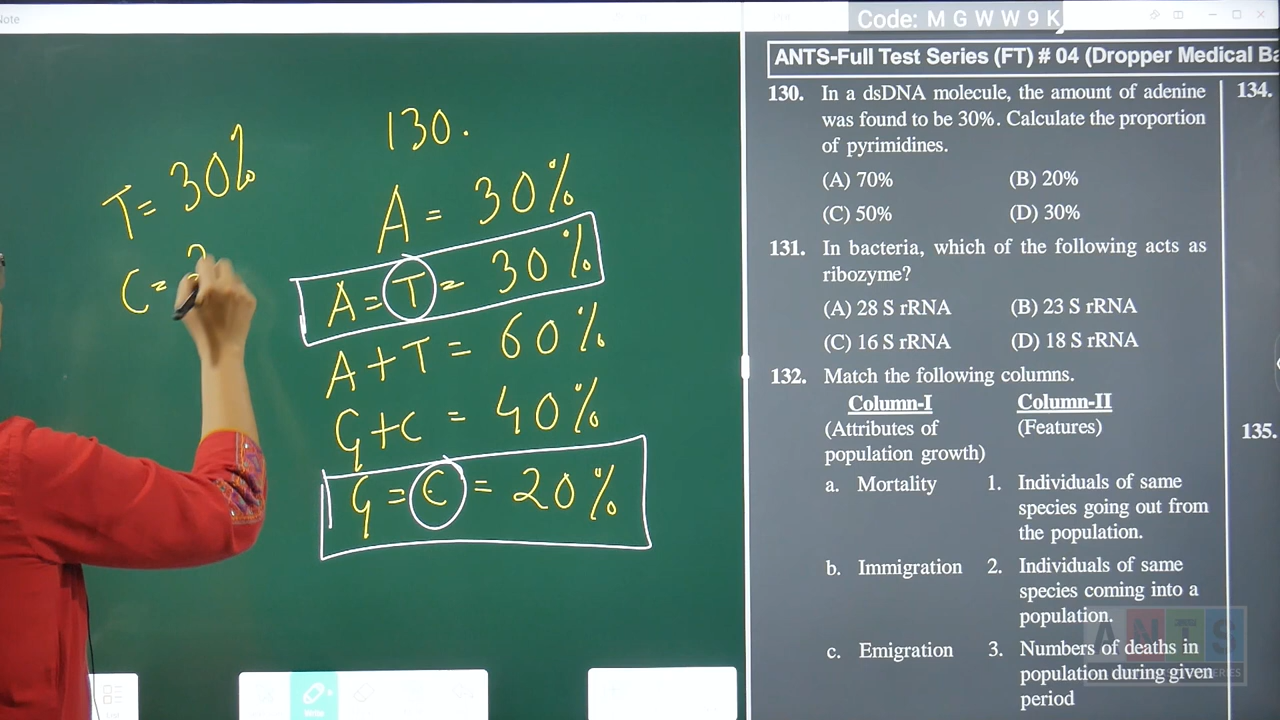 Note
Code: M G W W 9 K
130.
T = 30%
A = 30%
C =
A = T = 30%
A + T = 60%
G + C = 40%
G = C = 20%
ANTS-Full Test Series (FT) # 04 (Dropper Medical Ba
130. In a dsDNA molecule, the amount of adenine
was found to be 30%. Calculate the proportion
of pyrimidines.
(A) 70% (B) 20%
(C) 50% (D) 30%
131. In bacteria, which of the following acts as
ribozyme?
(A) 28 S rRNA (B) 23 S rRNA
(C) 16 S rRNA (D) 18 S rRNA
132. Match the following columns.
Column-I Column-II
(Attributes of (Features)
population growth)
a. Mortality 1. Individuals of same
species going out from
the population.
b. Immigration 2. Individuals of same
species coming into a
population.
c. Emigration 3. Numbers of deaths in
population during given
period
134.
135.
ANTS
Write